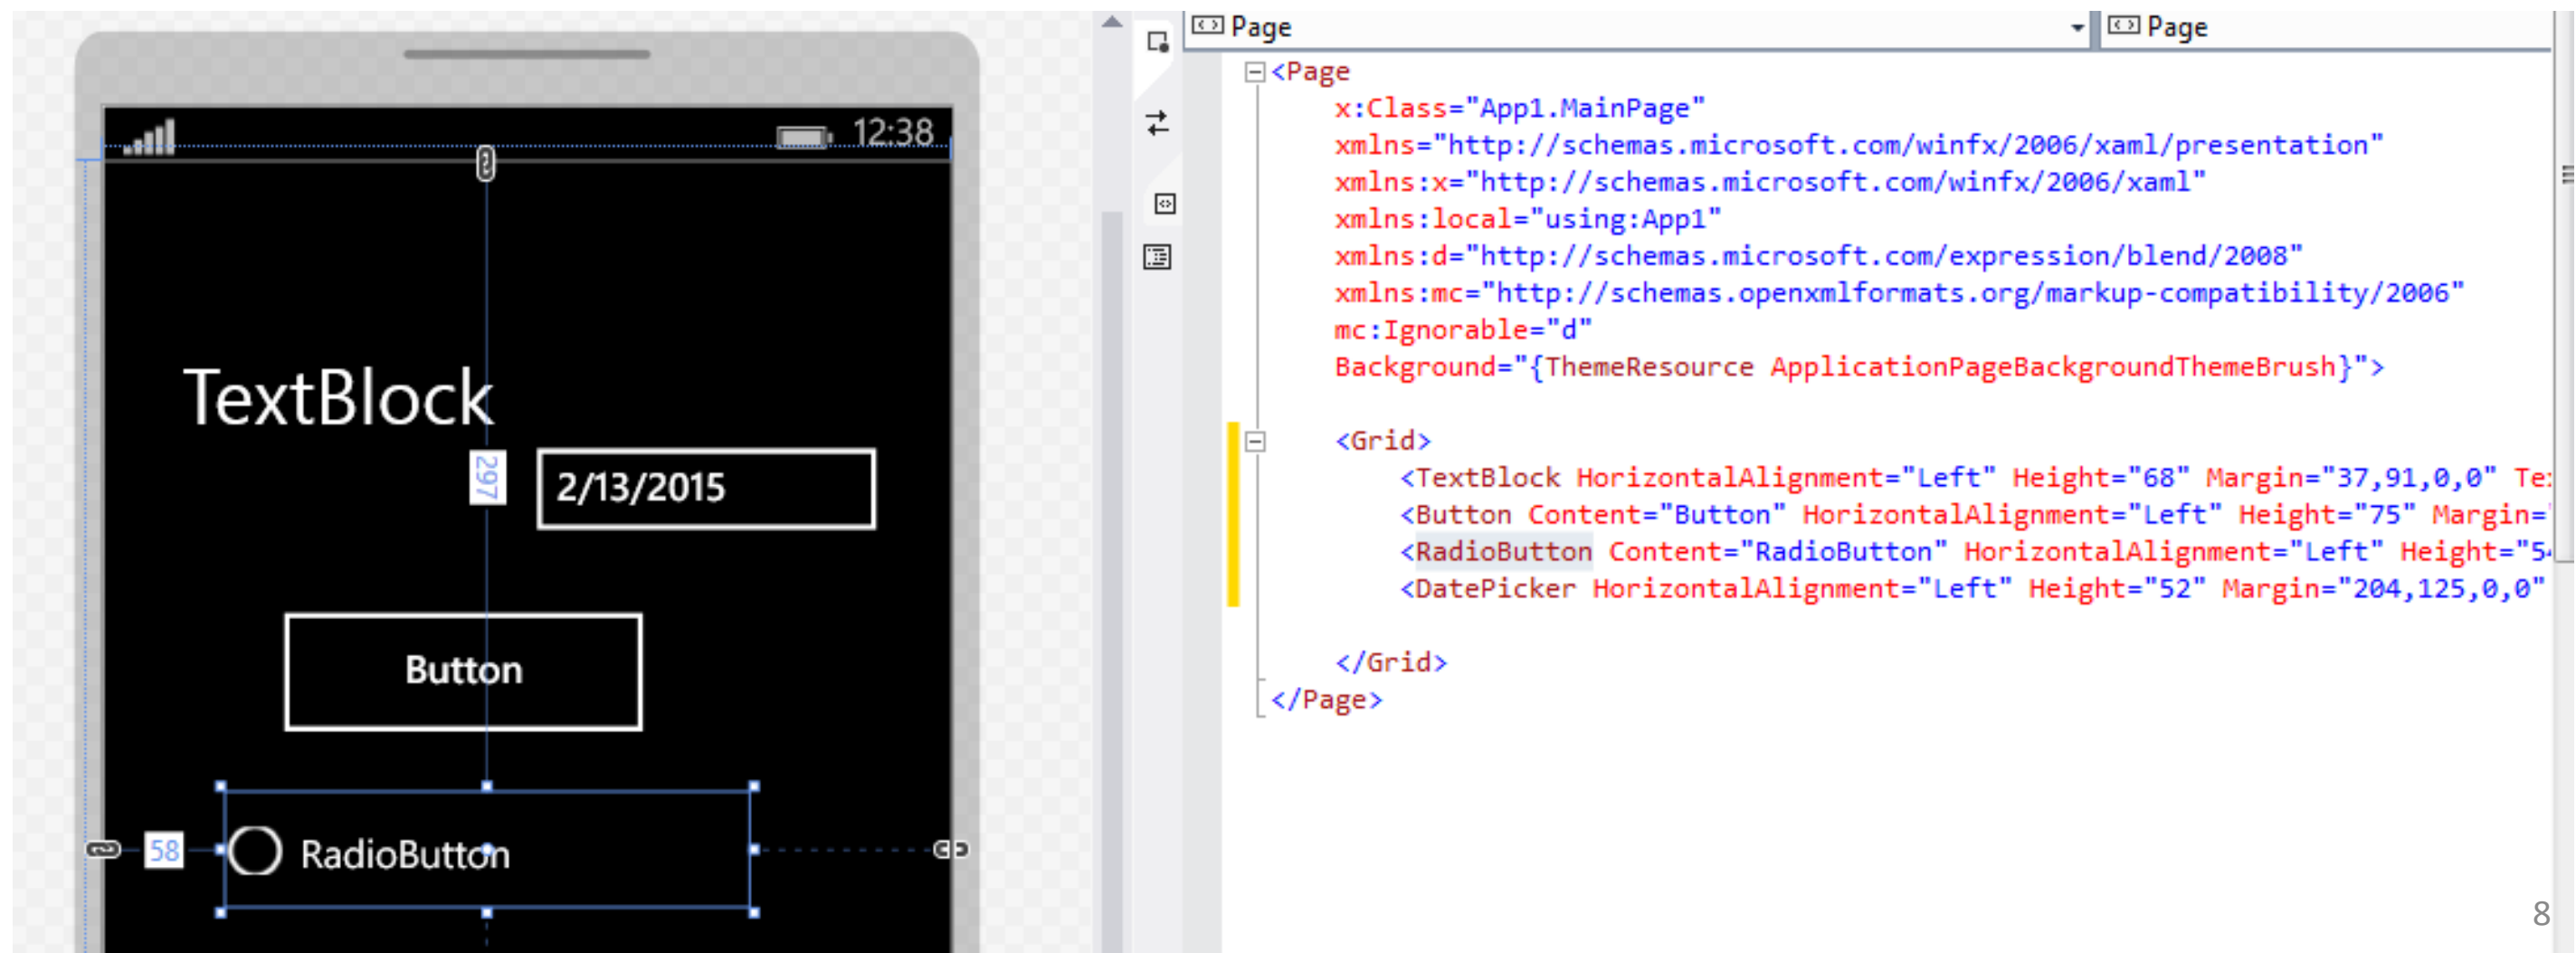 12:38
TextBlock
297
2/13/2015
Button
58
RadioButton
Page
Page
<Page
x:Class="App1.MainPage"
xmlns="http://schemas.microsoft.com/winfx/2006/xaml/presentation"
xmlns:x="http://schemas.microsoft.com/winfx/2006/xaml"
xmlns:local="using:App1"
xmlns:d="http://schemas.microsoft.com/expression/blend/2008"
xmlns:mc="http://schemas.openxmlformats.org/markup-compatibility/2006"
mc:Ignorable="d"
Background="{ThemeResource ApplicationPageBackgroundThemeBrush}">
<Grid>
<TextBlock HorizontalAlignment="Left" Height="68" Margin="37,91,0,0" Te
<Button Content="Button" HorizontalAlignment="Left" Height="75" Margin=
<RadioButton Content="RadioButton" HorizontalAlignment="Left" Height="5
<DatePicker HorizontalAlignment="Left" Height="52" Margin="204,125,0,0"
</Grid>
</Page>
8